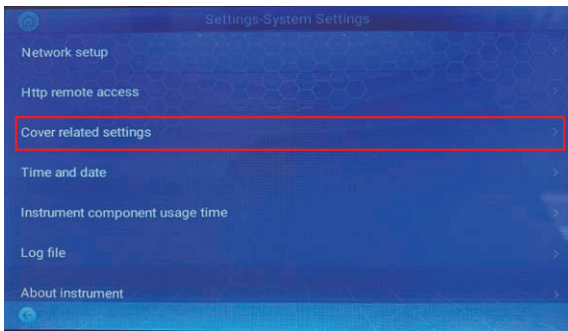 Settings-System Settings
Network setup
Http remote access
Cover related settings
Time and date
Instrument component usage time
Log file
About instrument